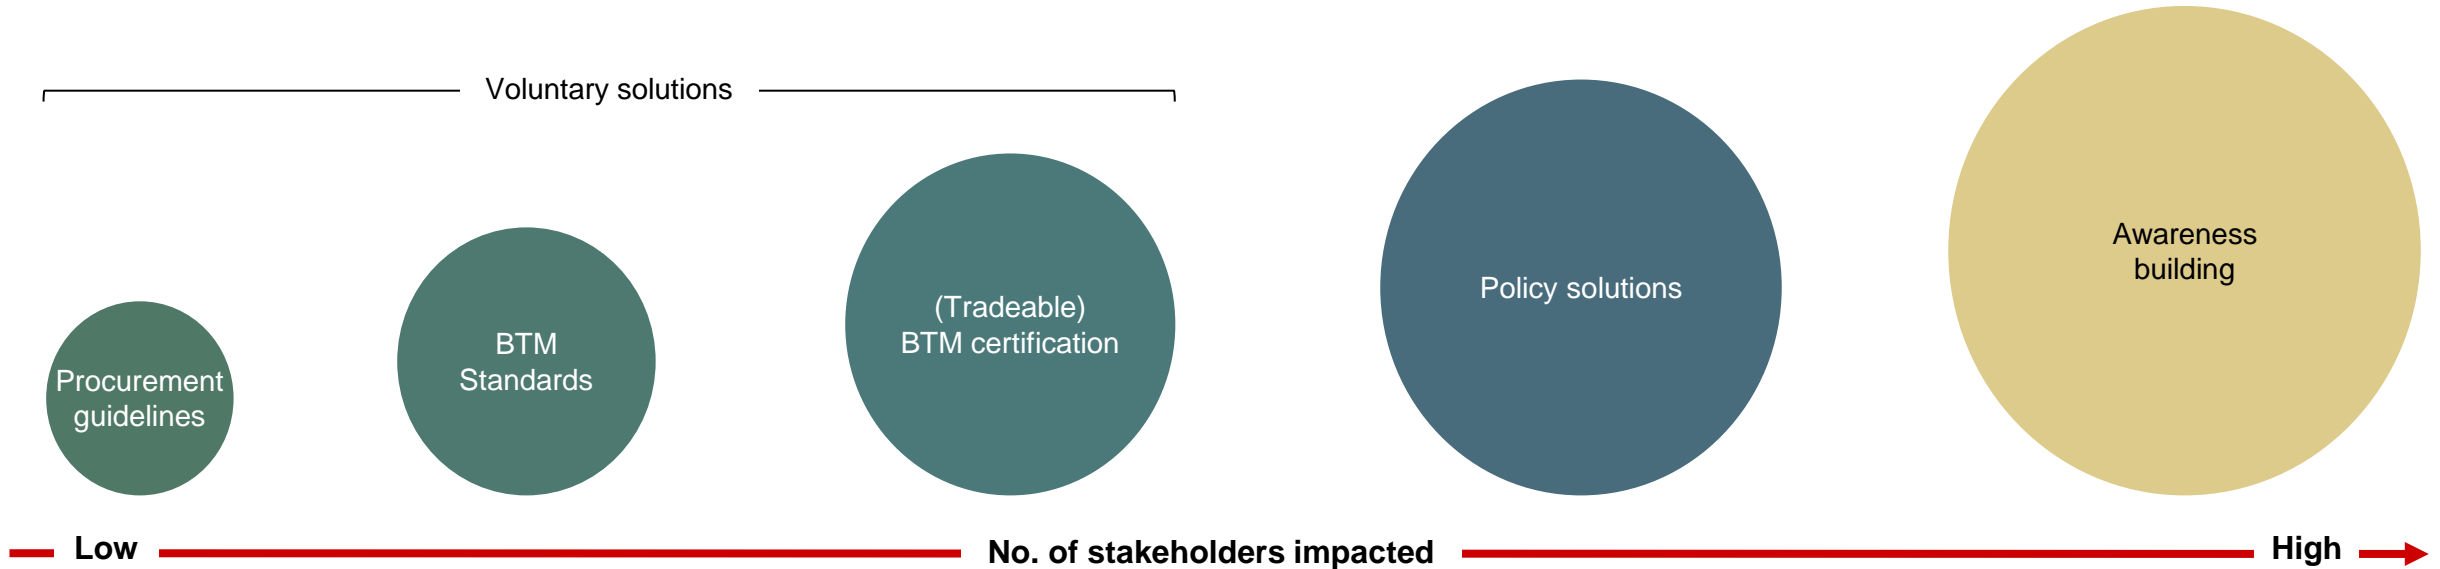 Voluntary solutions
Procurement
guidelines
BTM
Standards
(Tradeable)
BTM certification
Policy solutions
Awareness
building
Low
No. of stakeholders impacted
High